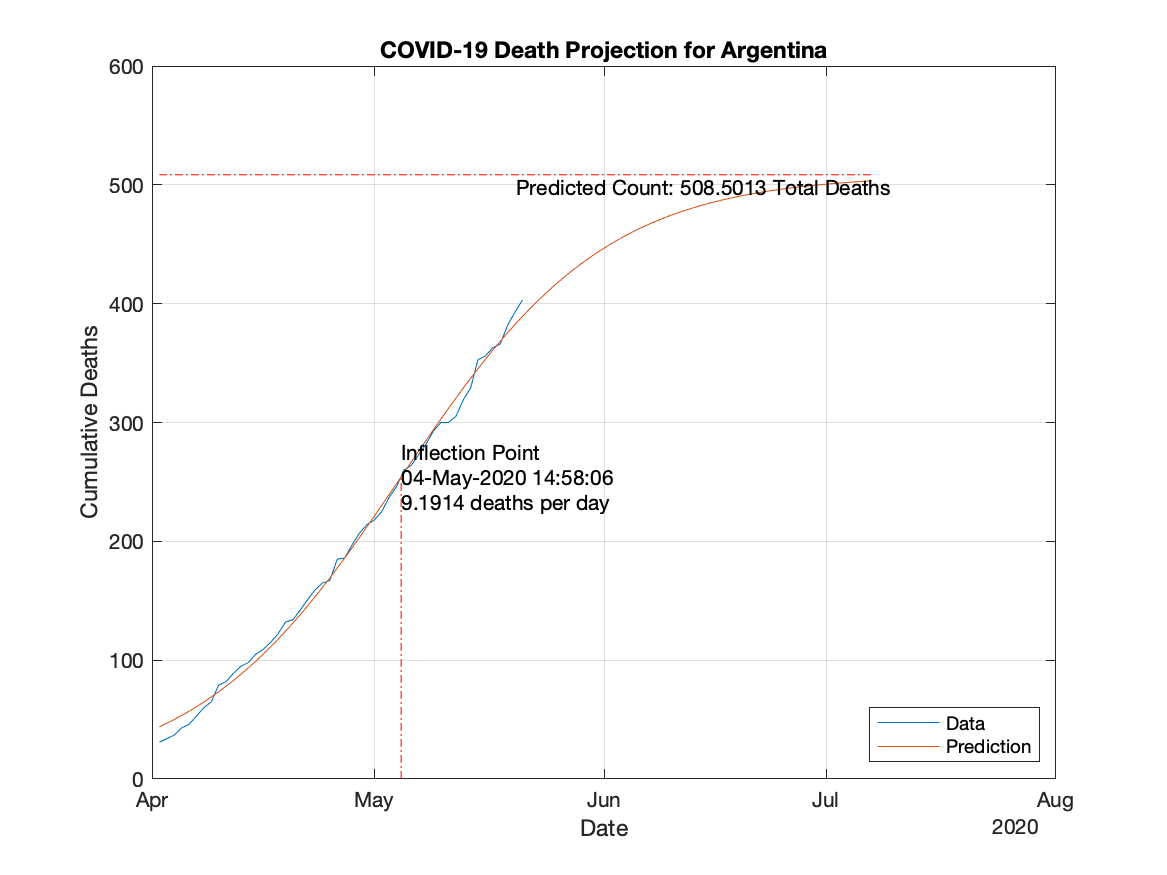 COVID-19 Death Projection for Argentina
600
500
400
300
200
100
0
Cumulative Deaths
Predicted Count: 508.5013 Total Deaths
Inflection Point
04-May-2020 14:58:06
9.1914 deaths per day
Data
Prediction
Apr May Jun Jul Aug
Date
2020